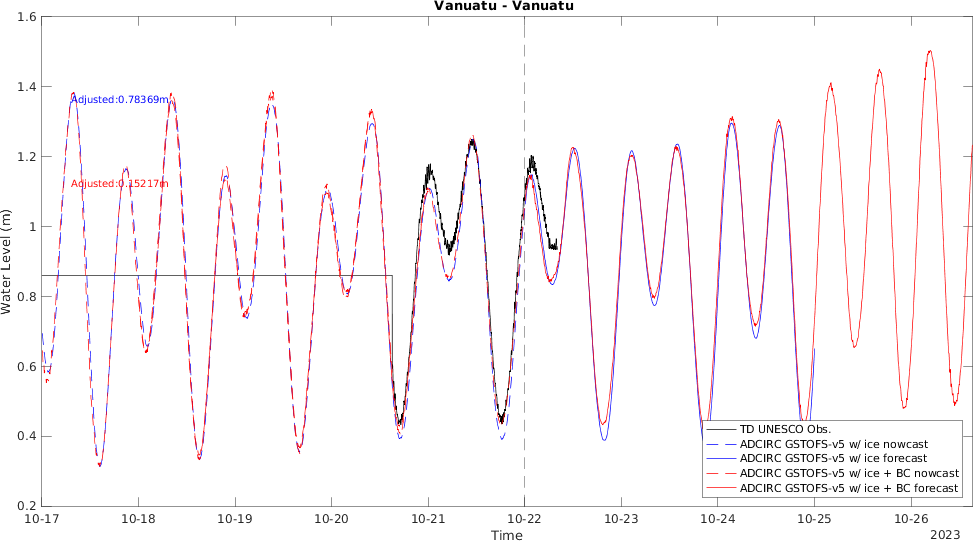 Vanuatu - Vanuatu
1.6
1.4
1.2
1
0.8
0.6
0.4
0.2
Water Level (m)
Adjusted:0.78369m
Adjusted:0.15217m
TD UNESCO Obs.
ADCIRC GSTOFS-v5 w/ ice nowcast
ADCIRC GSTOFS-v5 w/ ice forecast
ADCIRC GSTOFS-v5 w/ ice + BC nowcast
ADCIRC GSTOFS-v5 w/ ice + BC forecast
10-17 10-18 10-19 10-20 10-21 10-22 10-23 10-24 10-25 10-26
Time
2023